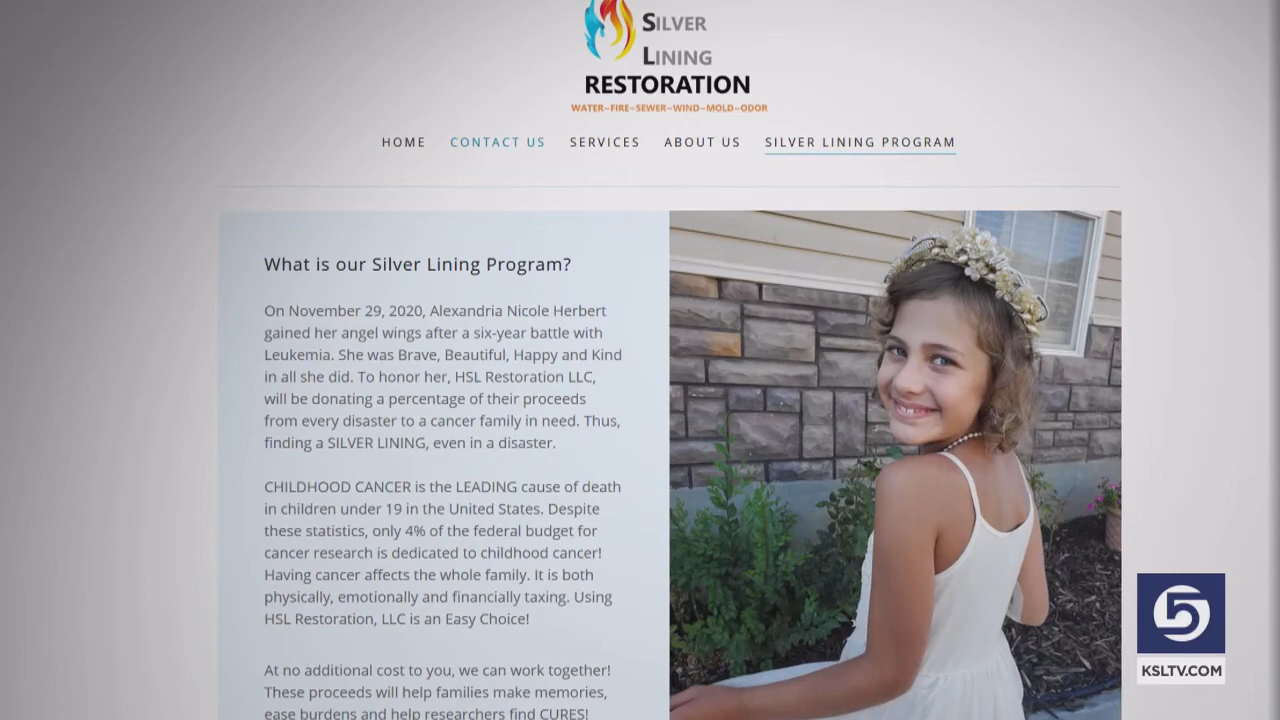 SILVER
LINING
RESTORATION
WATER~FIRE~SEWER~WIND~MOLD~ODOR
HOME CONTACT US SERVICES ABOUT US SILVER LINING PROGRAM
What is our Silver Lining Program?
On November 29, 2020, Alexandria Nicole Herbert
gained her angel wings after a six-year battle with
Leukemia. She was Brave, Beautiful, Happy and Kind
in all she did. To honor her, HSL Restoration LLC,
will be donating a percentage of their proceeds
from every disaster to a cancer family in need. Thus,
finding a SILVER LINING, even in a disaster.
CHILDHOOD CANCER is the LEADING cause of death
in children under 19 in the United States. Despite
these statistics, only 4% of the federal budget for
cancer research is dedicated to childhood cancer!
Having cancer affects the whole family. It is both
physically, emotionally and financially taxing. Using
HSL Restoration, LLC is an Easy Choice!
At no additional cost to you, we can work together!
These proceeds will help families make memories,
ease burdens and help researchers find CURES!
5
KSLTV.COM